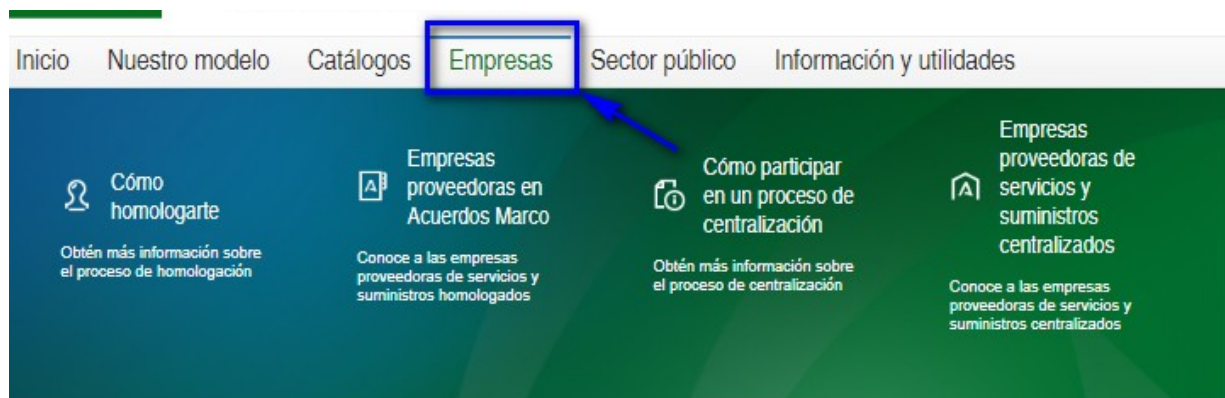 Inicio Nuestro modelo Catálogos Empresas Sector público Información y utilidades
Cómo
homologarte
Obtén más información sobre
el proceso de homologación
Empresas
proveedoras en
Acuerdos Marco
Conoce a las empresas
proveedoras de servicios y
suministros homologados
Cómo participar
en un proceso de
centralización
Obtén más información sobre
el proceso de centralización
Empresas
proveedoras de
servicios y
suministros
centralizados
Conoce a las empresas
proveedoras de servicios y
suministros centralizados